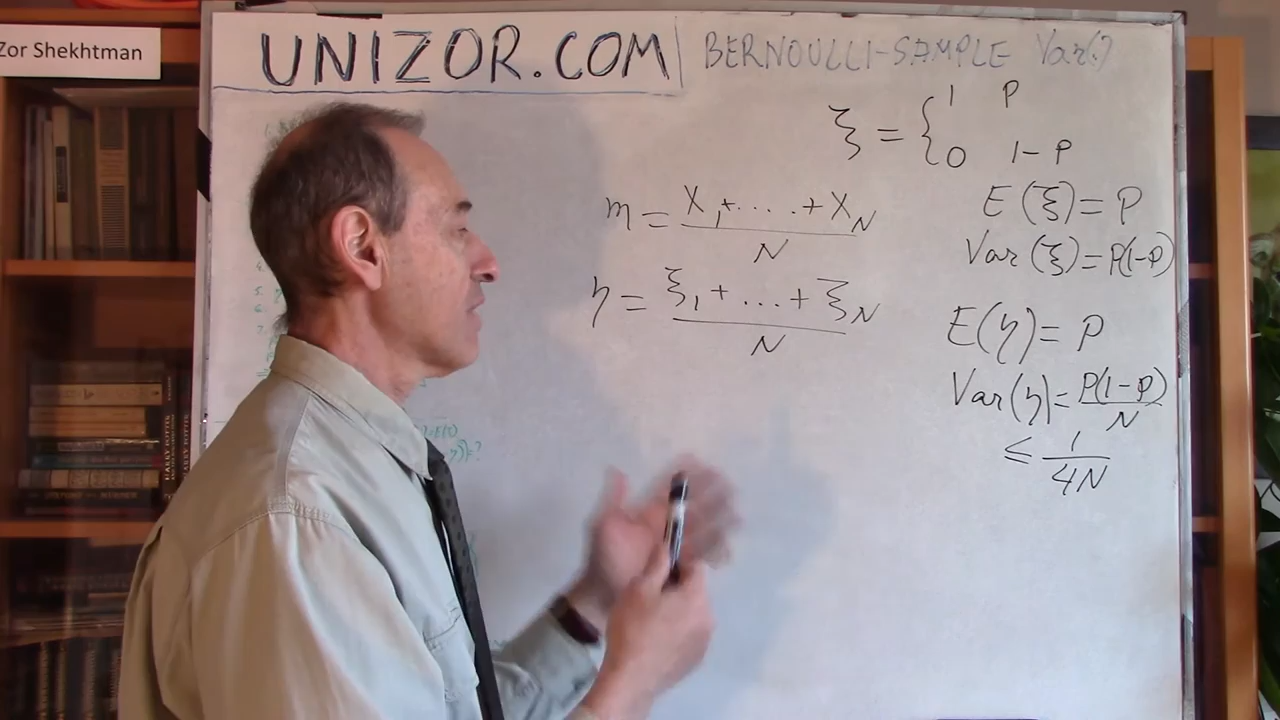 Zor Shekhtman
UNIZOR.COM
BERNOULLI-SAMPLE Var(?)
ξ = { 1 P
0 1-P
E(ξ) = P
Var(ξ) = P(1-P)
m = X₁+....+X_N / N
η = ξ₁+...+ξ_N / N
E(η) = P
Var(η) = P(1-P) / N
≤ 1 / 4N